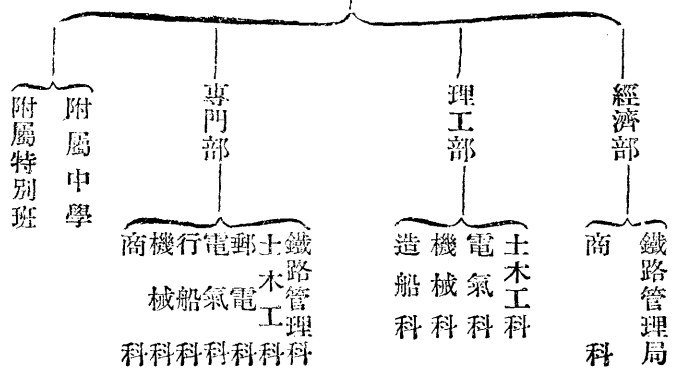 經濟部
鐵路管理局
商科
理工部
土木工科
電氣科
機械科
造船科
專門部
鐵路管理科
土木工科
郵電科
電氣科
行船科
機械科
商科
附屬中學
附屬特別班